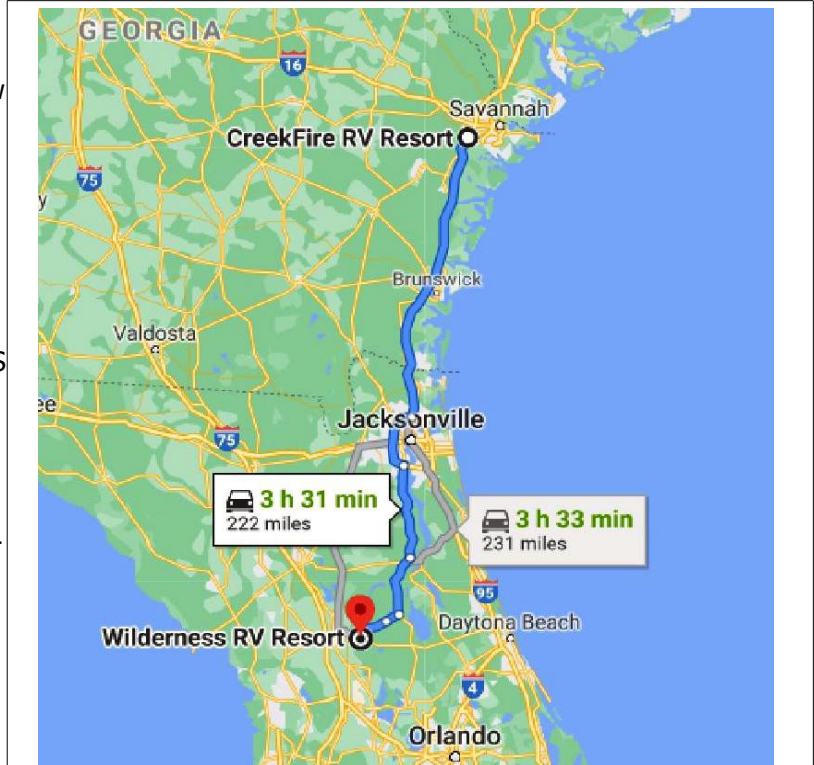 GEORGIA
16
Savannah
CreekFire RV Resort
75
y
Brunswick
Valdosta
S
ee
Jacksonville
75
3 h 31 min
222 miles
3 h 33 min
231 miles
95
Wilderness RV Resort
Daytona Beach
4
Orlando